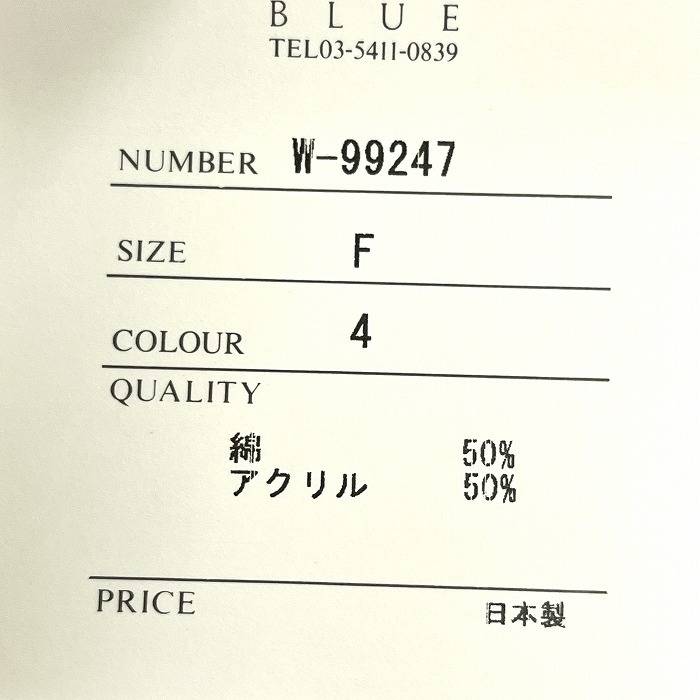 BLUE
TEL03-5411-0839
NUMBER W-99247
SIZE F
COLOUR 4
QUALITY
綿 50%
アクリル 50%
PRICE 日本製